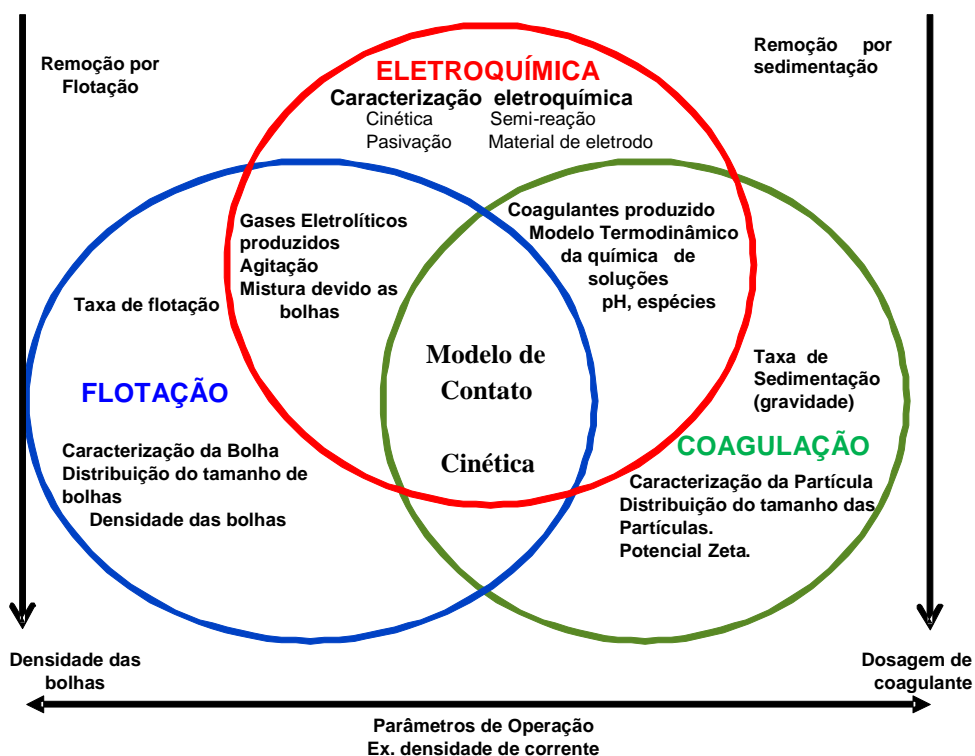 Remoção por
Flotação
Remoção por
sedimentação
ELETROQUÍMICA
Caracterização eletroquímica
Cinética Semi-reação
Pasivação Material de eletrodo
Gases Eletrolíticos
produzidos
Agitação
Mistura devido as
bolhas
Coagulantes produzido
Modelo Termodinâmico
da química de
soluções
pH, espécies
Taxa de flotação
FLOTAÇÃO
Caracterização da Bolha
Distribuição do tamanho de
bolhas
Densidade das bolhas
Modelo de
Contato
Cinética
Taxa de
Sedimentação
(gravidade)
COAGULAÇÃO
Caracterização da Partícula
Distribuição do tamanho das
Partículas.
Potencial Zeta.
Densidade das
bolhas
Dosagem de
coagulante
Parâmetros de Operação
Ex. densidade de corrente